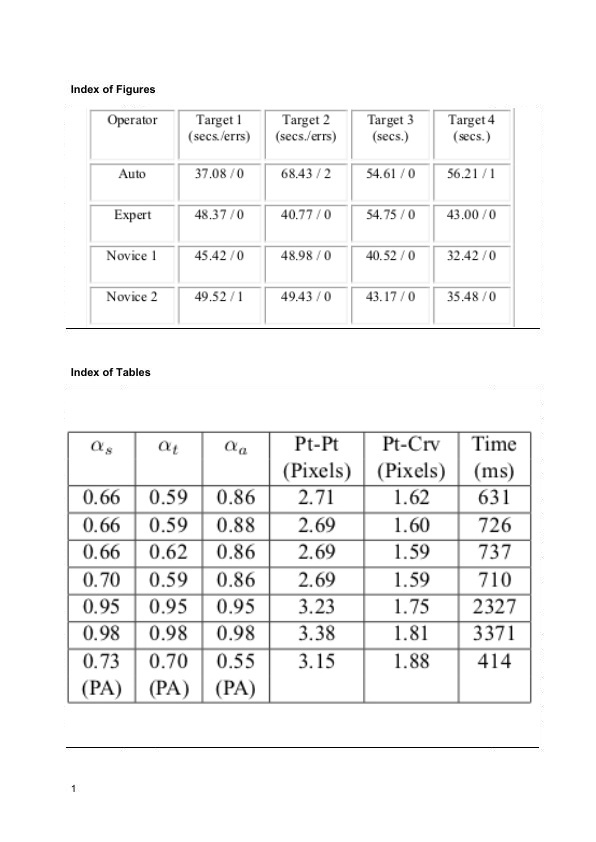 Index of Figures
Operator Target 1 Target 2 Target 3 Target 4
(secs./errs) (secs./errs) (secs.) (secs.)
Auto 37.08 / 0 68.43 / 2 54.61 / 0 56.21 / 1
Expert 48.37 / 0 40.77 / 0 54.75 / 0 43.00 / 0
Novice 1 45.42 / 0 48.98 / 0 40.52 / 0 32.42 / 0
Novice 2 49.52 / 1 49.43 / 0 43.17 / 0 35.48 / 0
Index of Tables
αs αt αa Pt-Pt Pt-Crv Time
(Pixels) (Pixels) (ms)
0.66 0.59 0.86 2.71 1.62 631
0.66 0.59 0.88 2.69 1.60 726
0.66 0.62 0.86 2.69 1.59 737
0.70 0.59 0.86 2.69 1.59 710
0.95 0.95 0.95 3.23 1.75 2327
0.98 0.98 0.98 3.38 1.81 3371
0.73 0.70 0.55 3.15 1.88 414
(PA) (PA) (PA)
1